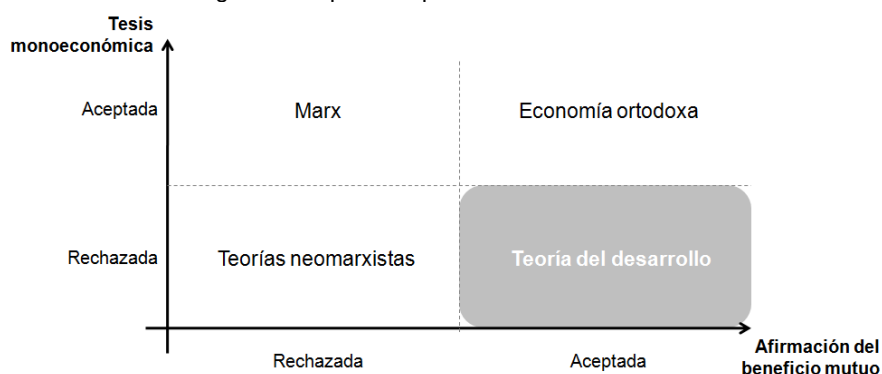 Tesis
monoeconómica
Aceptada
Marx
Economía ortodoxa
Rechazada
Teorías neomarxistas
Teoría del desarrollo
Rechazada
Aceptada
Afirmación del
beneficio mutuo